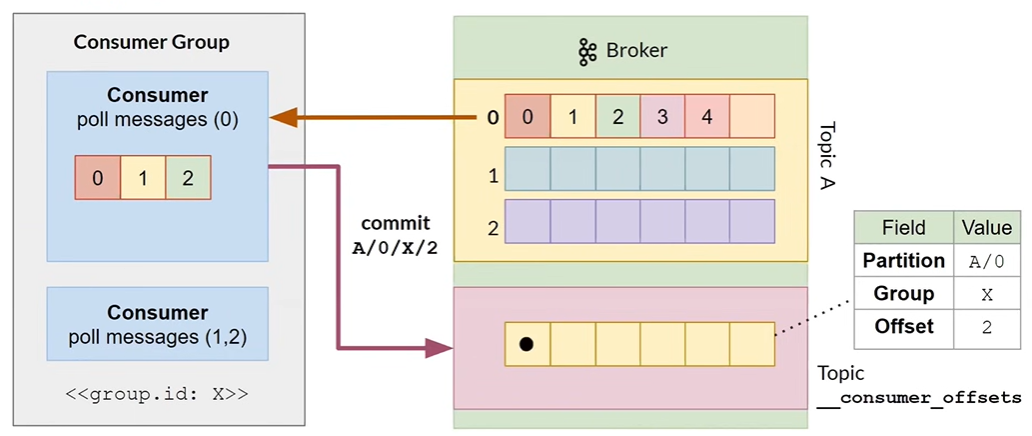 Consumer Group
Consumer
poll messages (0)
0 1 2
Consumer
poll messages (1,2)
<<group.id: X>>
commit
A/0/X/2
Broker
0 0 1 2 3 4
1
2
Topic A
Field Value
Partition A/0
Group X
Offset 2
Topic
__consumer_offsets